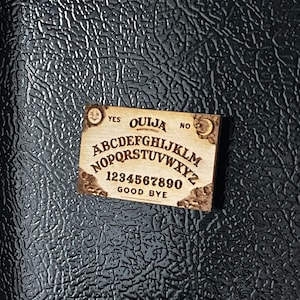 YES OUIJA NO
ABCDEFGHIJKLM
NOPQRSTUVWXYZ
1234567890
GOOD BYE